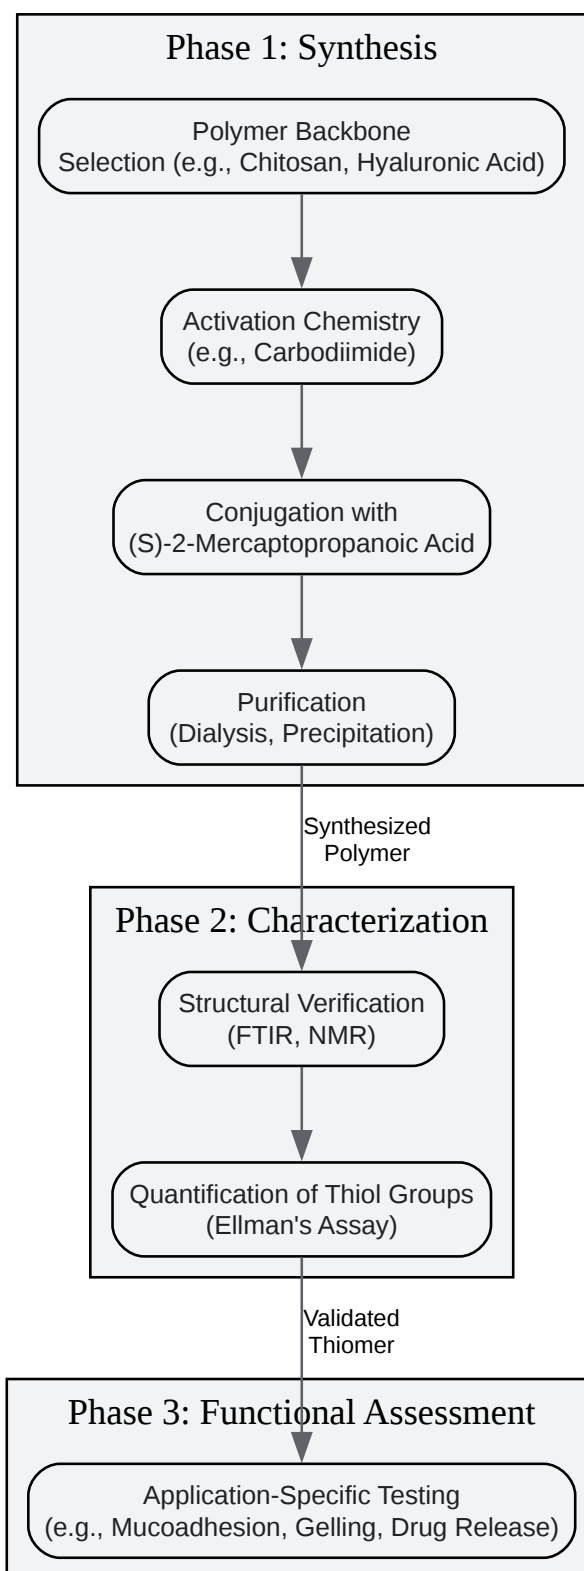 Phase 1: Synthesis
Polymer Backbone
Selection (e.g., Chitosan, Hyaluronic Acid)
Activation Chemistry
(e.g., Carbodiimide)
Conjugation with
(S)-2-Mercaptopropanoic Acid
Purification
(Dialysis, Precipitation)
Synthesized
Polymer
Phase 2: Characterization
Structural Verification
(FTIR, NMR)
Quantification of Thiol Groups
(Ellman's Assay)
Validated
Thiomer
Phase 3: Functional Assessment
Application-Specific Testing
(e.g., Mucoadhesion, Gelling, Drug Release)